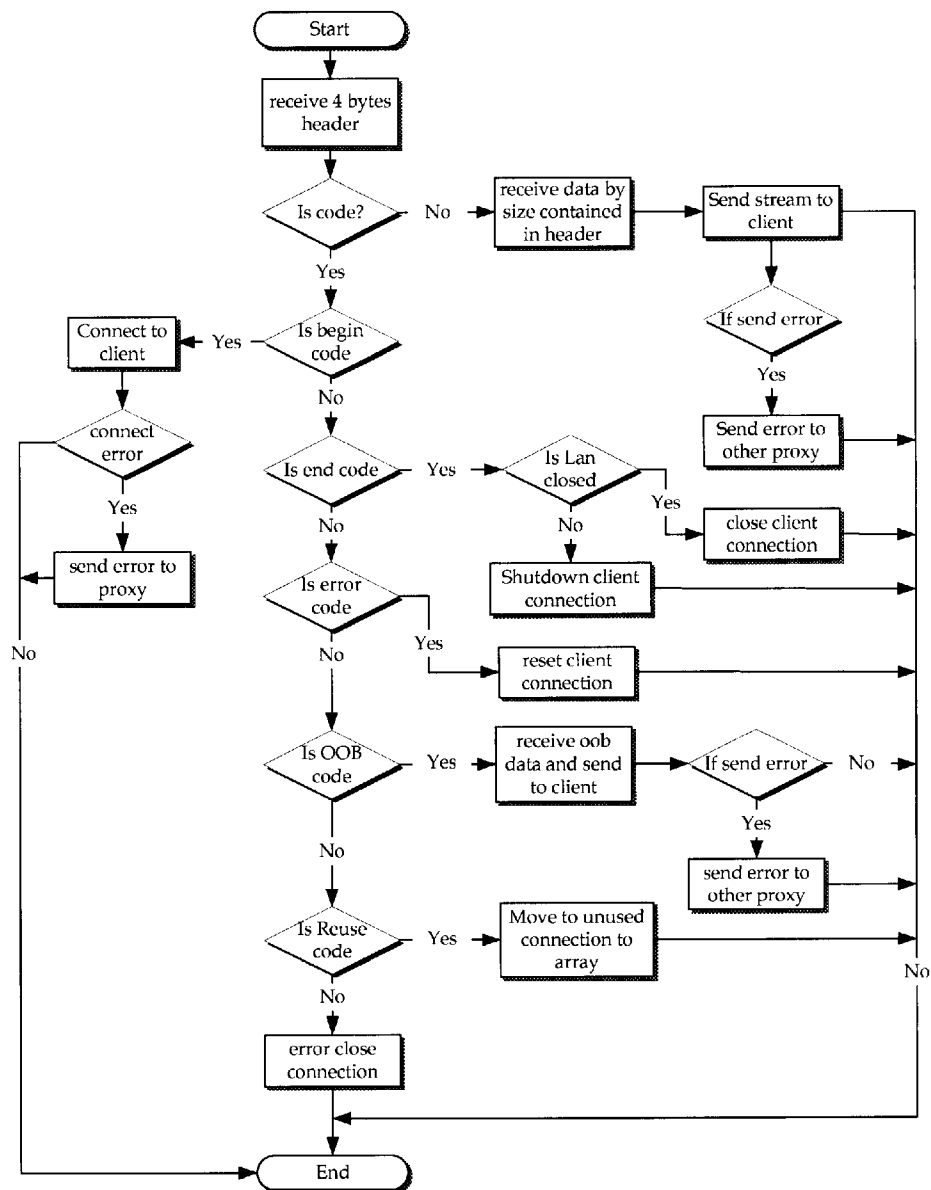 Start
receive 4 bytes
header
Is code?
No
receive data by
size contained
in header
Send stream to
client
Yes
If send error
Connect to
client
Yes
Is begin
code
Yes
No
Send error to
other proxy
connect
error
Is end code
Yes
Is Lan
closed
Yes
Yes
No
No
close client
connection
send error to
proxy
Is error
code
Shutdown client
connection
No
No
Yes
reset client
connection
Is OOB
code
Yes
receive oob
data and send
to client
If send error
No
Yes
No
send error to
other proxy
Is Reuse
code
Yes
Move to unused
connection to
array
No
No
error close
connection
End